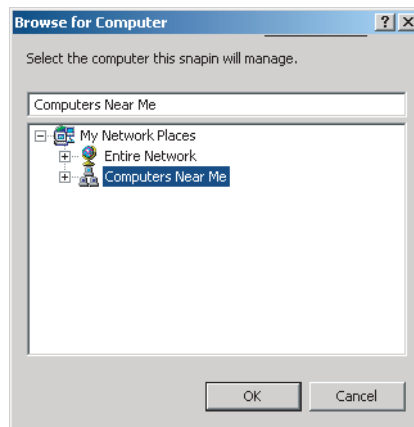 Browse for Computer
Select the computer this snapin will manage.
Computers Near Me
My Network Places
Entire Network
Computers Near Me
OK Cancel